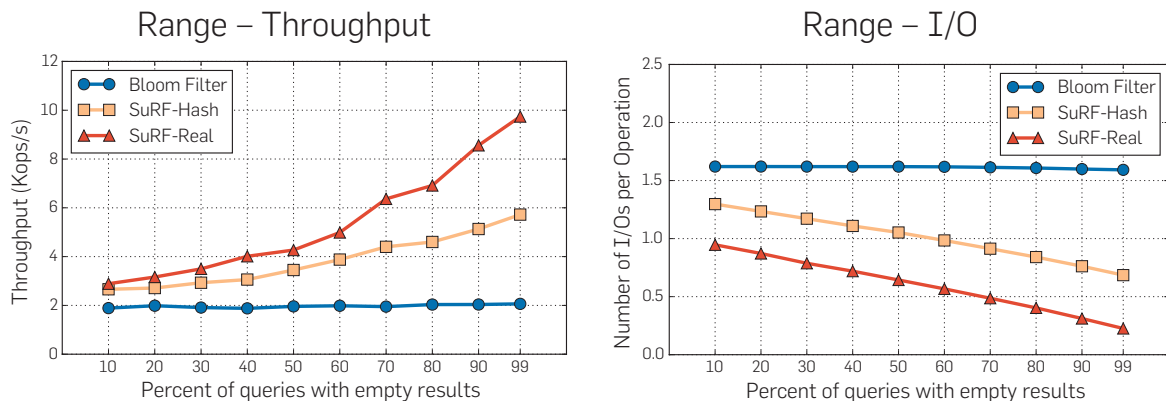 Range – Throughput
12
10
8
6
4
2
0
Throughput (Kops/s)
Bloom Filter
SuRF-Hash
SuRF-Real
10 20 30 40 50 60 70 80 90 99
Percent of queries with empty results
Range – I/O
2.5
2.0
1.5
1.0
0.5
0.0
Number of I/Os per Operation
Bloom Filter
SuRF-Hash
SuRF-Real
10 20 30 40 50 60 70 80 90 99
Percent of queries with empty results